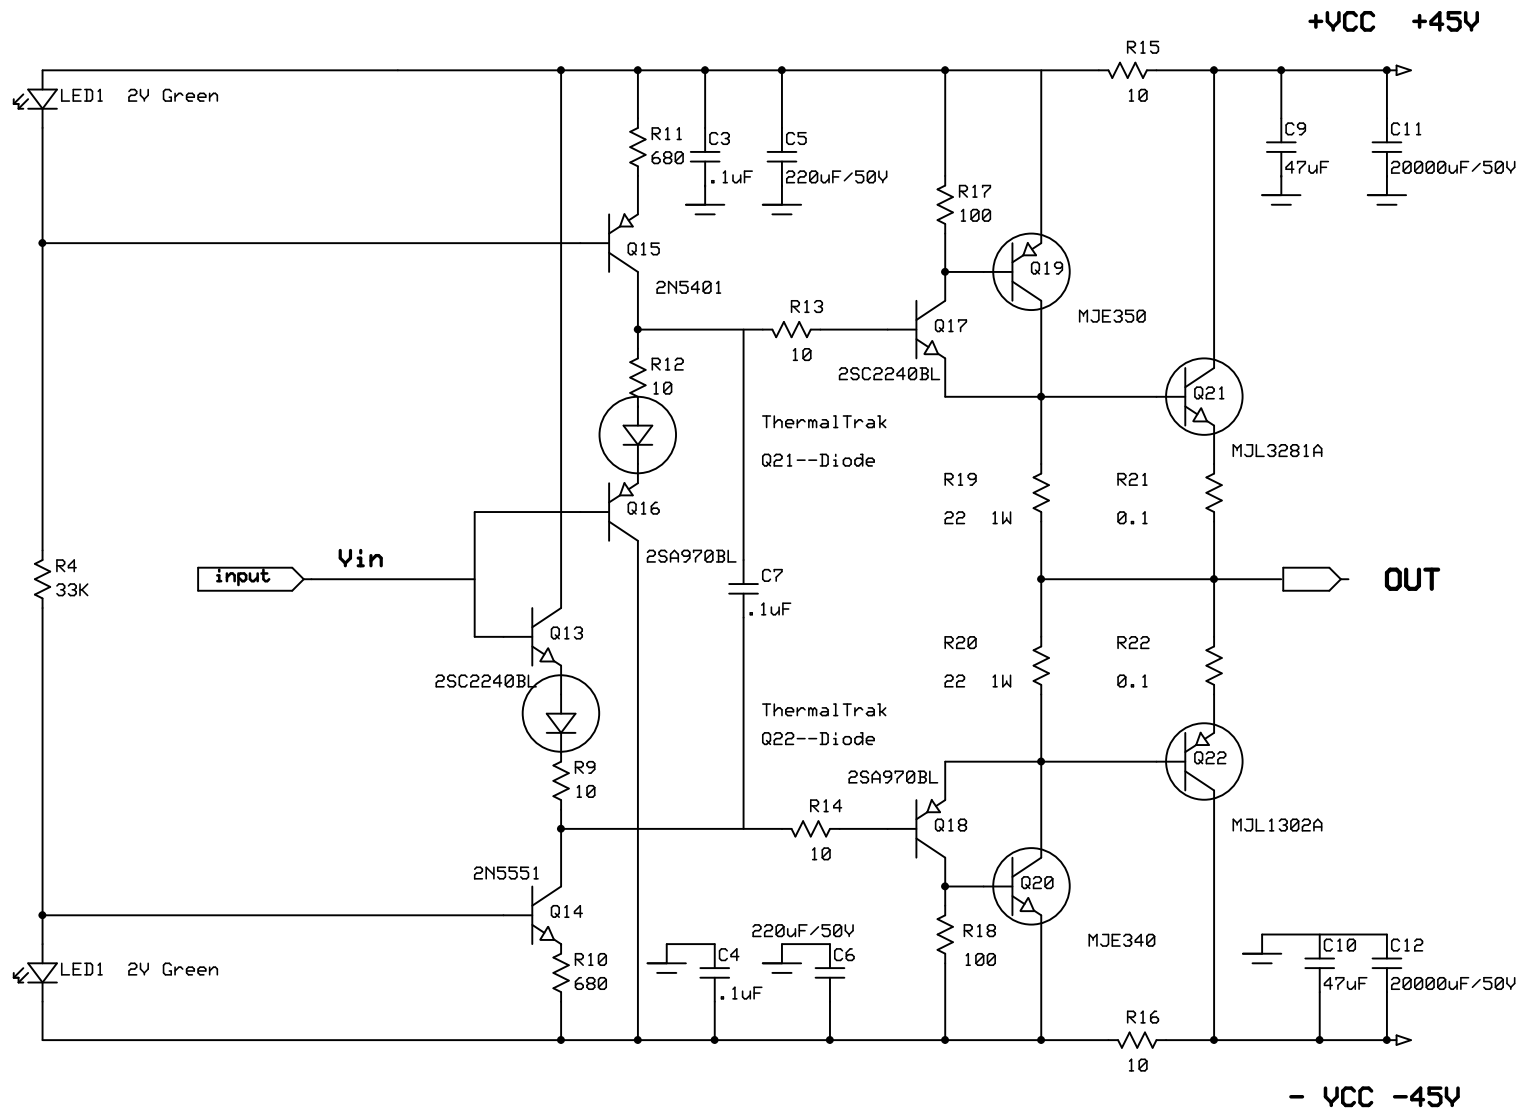 +VCC +45V
R15
10
LED1 2V Green
R11
680
C3
.1uF
C5
220uF/50V
C9
47uF
C11
20000uF/50V
R17
100
Q15
2N5401
Q19
MJE350
R13
10
Q17
2SC2240BL
R12
10
Q21
MJL3281A
ThermalTrak
Q21--Diode
R19
22 1W
R21
0.1
Q16
2SA970BL
R4
33K
input
Vin
C7
.1uF
OUT
Q13
2SC2240BL
R20
22 1W
R22
0.1
ThermalTrak
Q22--Diode
R9
10
2SA970BL
R14
10
Q18
Q22
MJL1302A
2N5551
Q14
Q20
MJE340
LED1 2V Green
R10
680
C4
.1uF
220uF/50V
C6
R18
100
C10
47uF
C12
20000uF/50V
R16
10
- VCC -45V